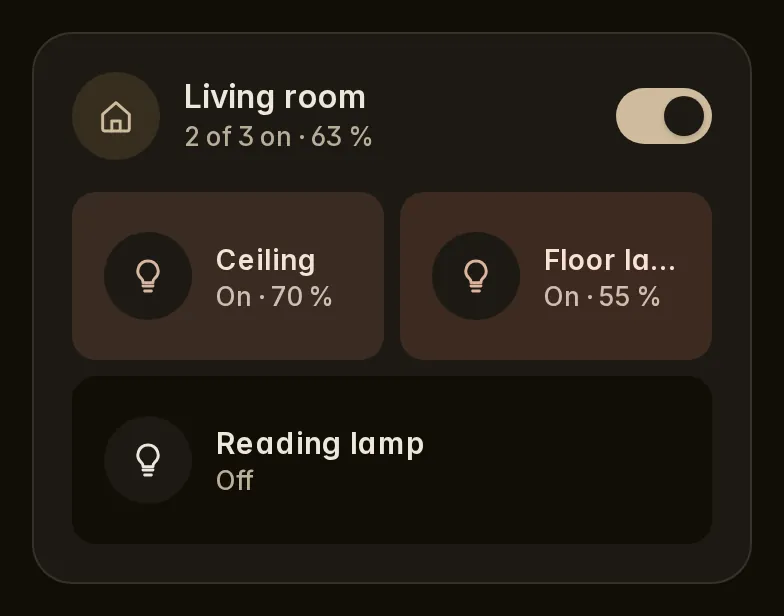 Living room
2 of 3 on · 63 %
Ceiling
On · 70 %
Floor la...
On · 55 %
Reading lamp
Off